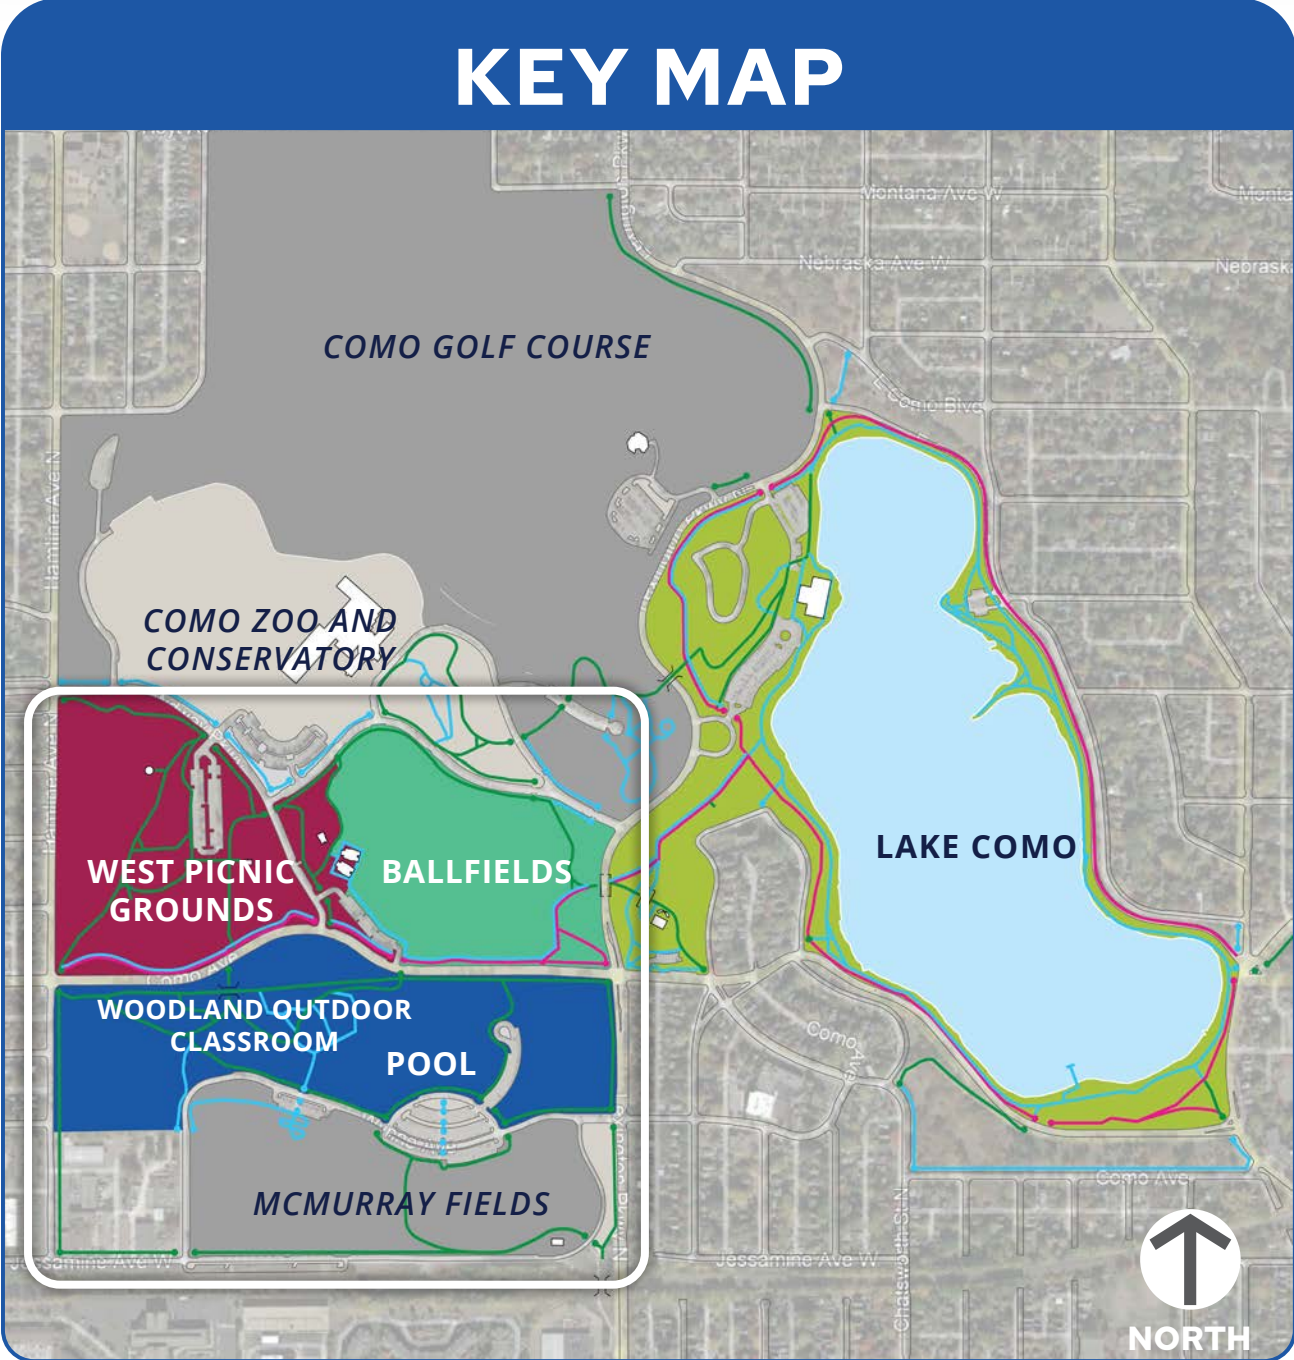 KEY MAP
Montana Ave W
Nebraska Ave W
COMO GOLF COURSE
E Como Blvd
Hamline Ave N
COMO ZOO AND
CONSERVATORY
LAKE COMO
WEST PICNIC
GROUNDS
BALLFIELDS
Como Ave
WOODLAND OUTDOOR
CLASSROOM
POOL
Como Ave
MCMURRAY FIELDS
Como Ave
Chatsworth St N
Jessamine Ave W
Jessamine Ave W
NORTH